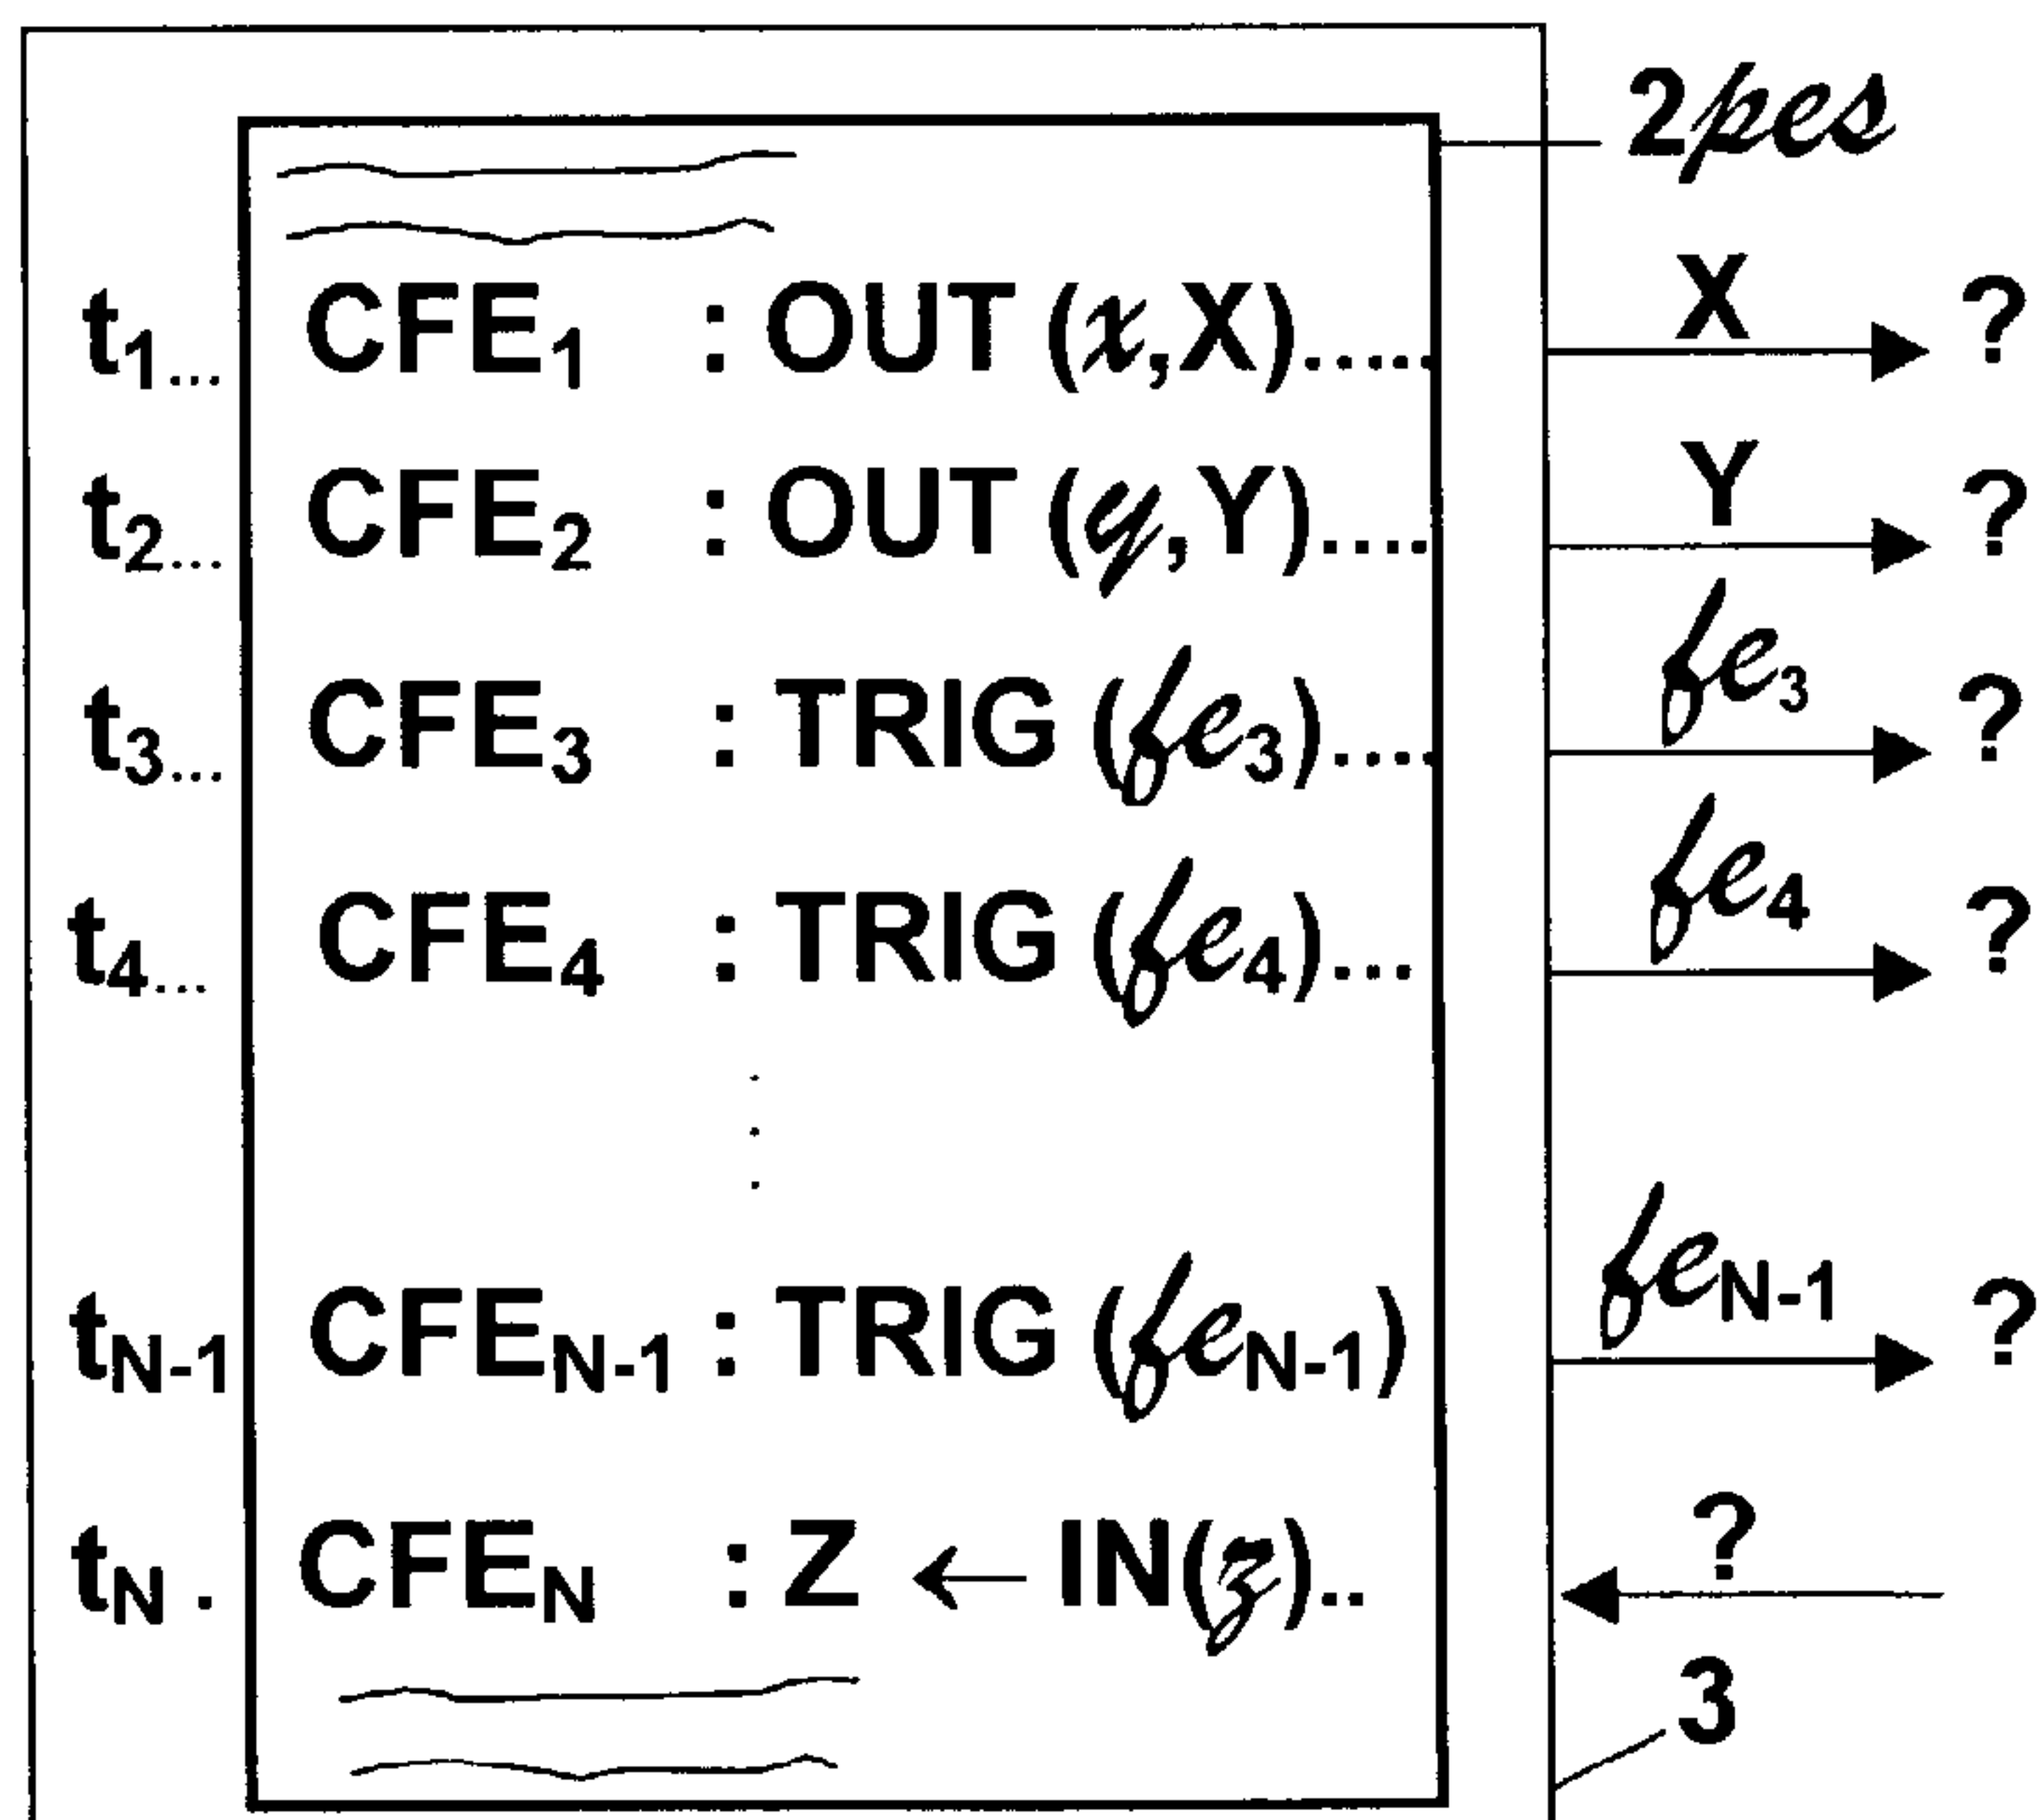 2pes
X
t1... CFE1 : OUT (x,X)..... ?
Y
t2... CFE2 : OUT (y,Y).... ?
fe3
t3... CFE3 : TRIG (fe3).... ?
fe4
t4... CFE4 : TRIG (fe4)... ?
feN-1
tN-1 CFEN-1 : TRIG (feN-1) ?
?
tN . CFEN : Z ← IN(z)..
3